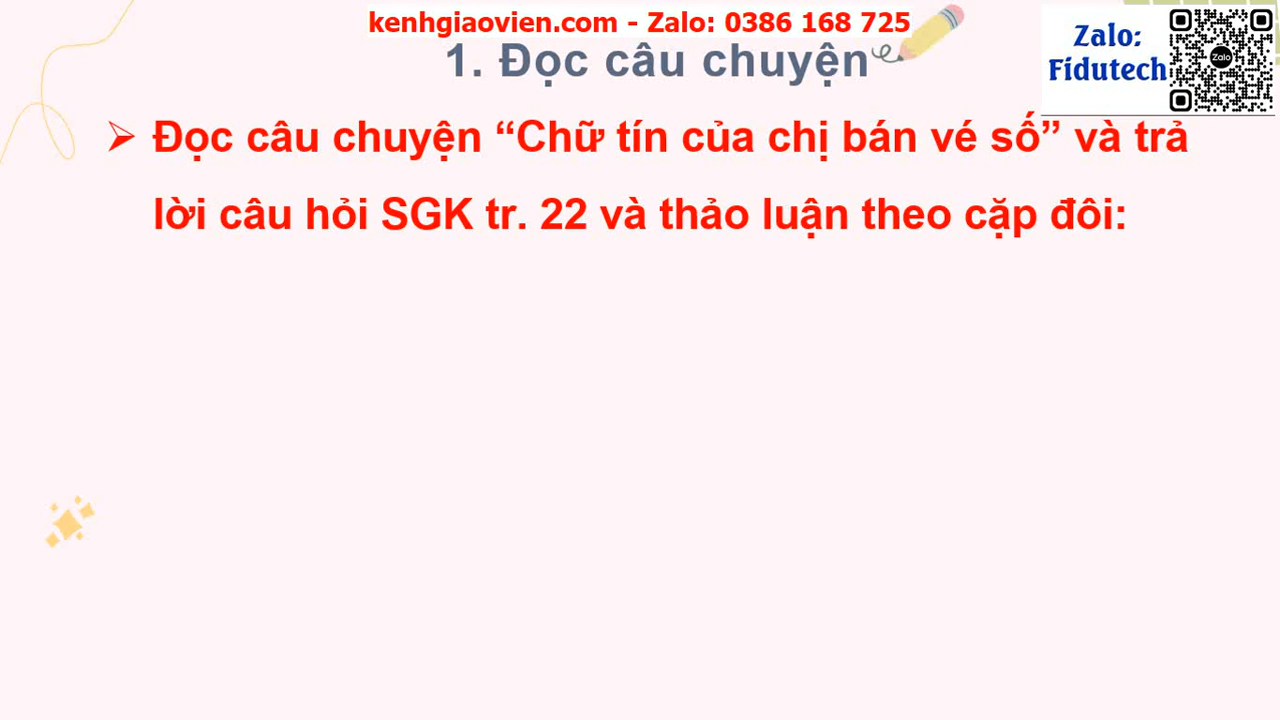 kenhgiaovien.com - Zalo: 0386 168 725
1. Đọc câu chuyện
Zalo:
Fidutech
Zalo
➢ Đọc câu chuyện “Chữ tín của chị bán vé số” và trả
lời câu hỏi SGK tr. 22 và thảo luận theo cặp đôi: